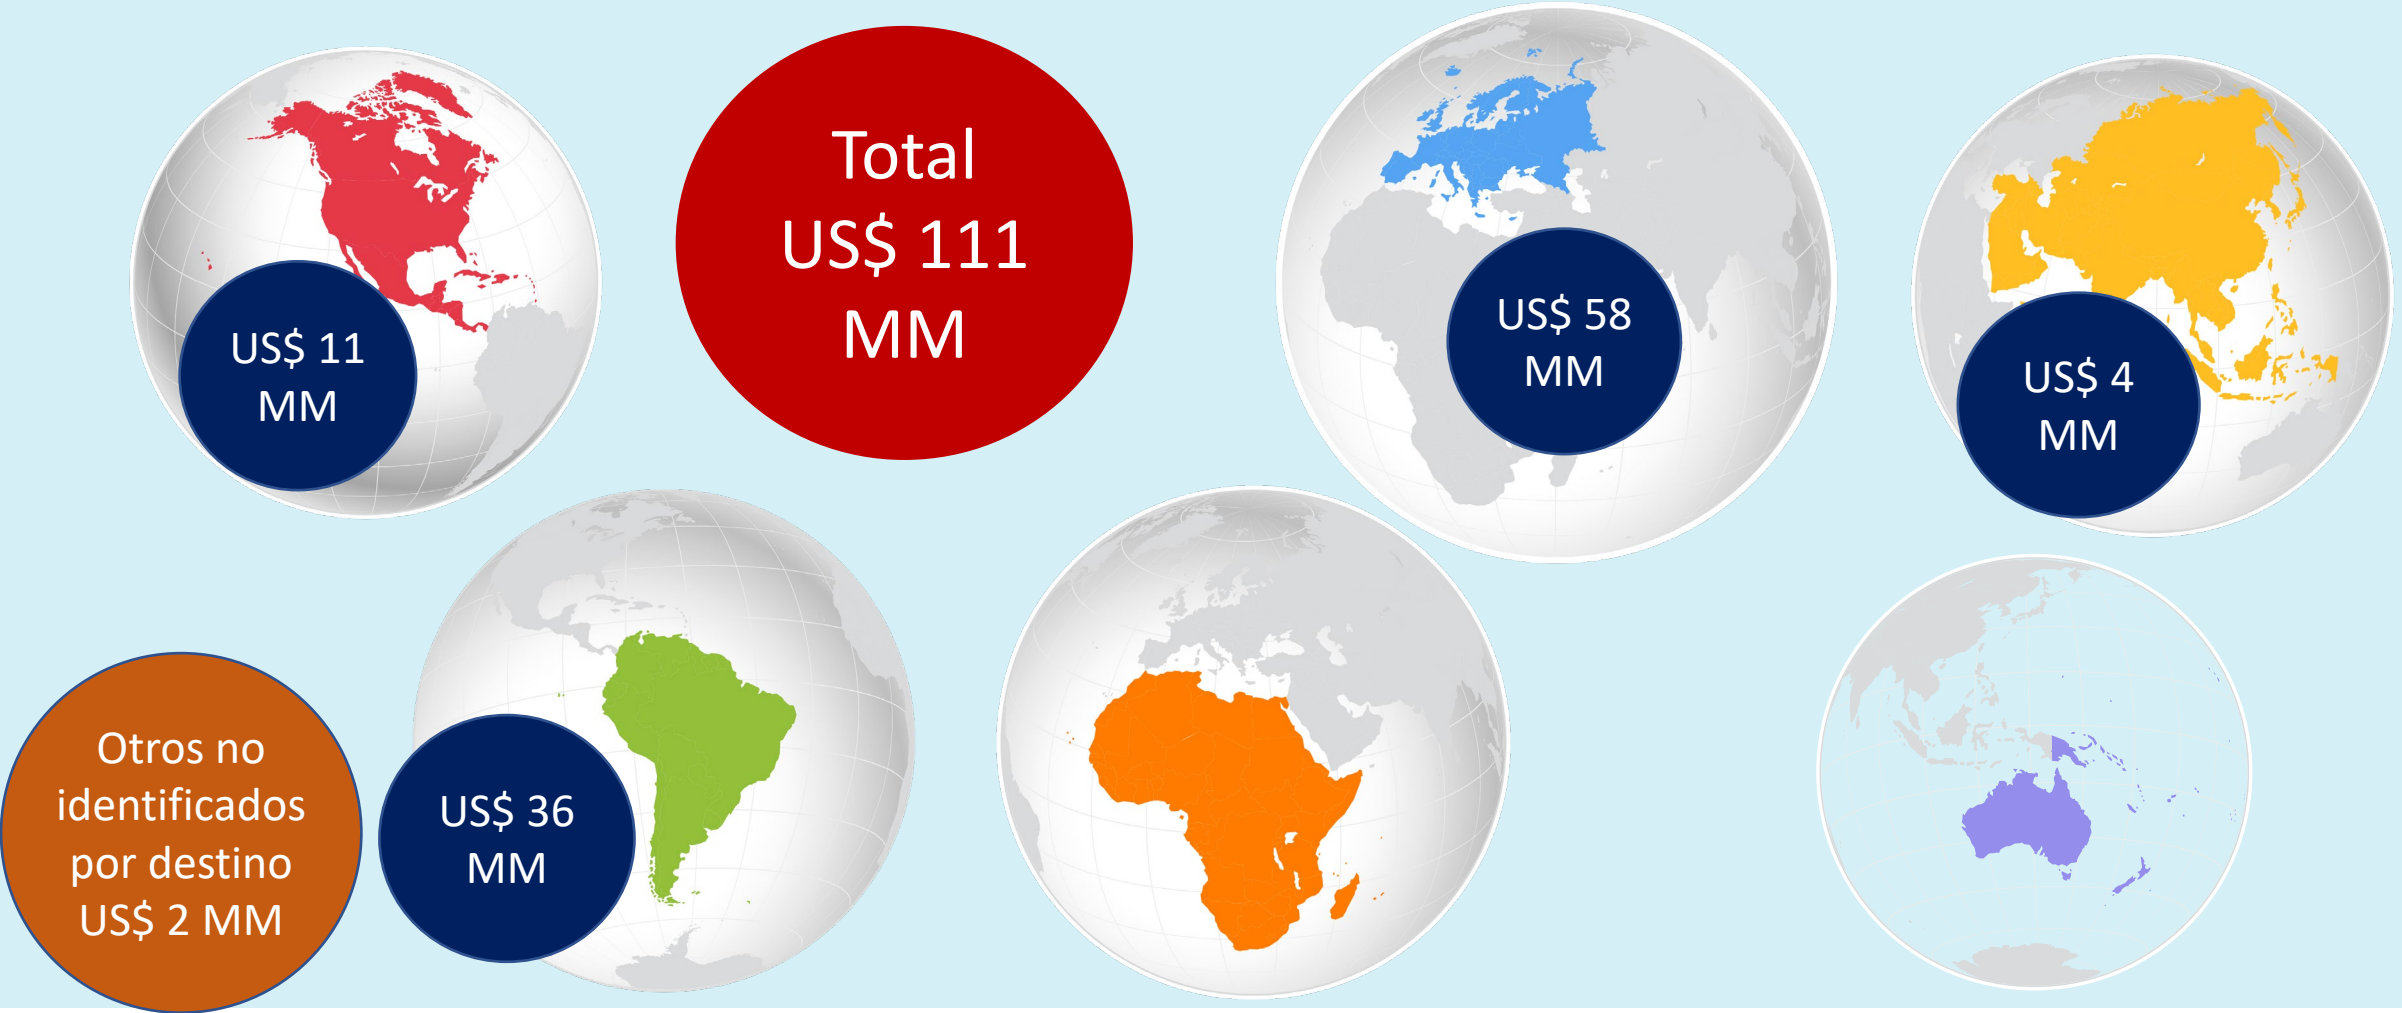 Total
US$ 111
MM
US$ 11
MM
US$ 58
MM
US$ 4
MM
Otros no
identificados
por destino
US$ 2 MM
US$ 36
MM